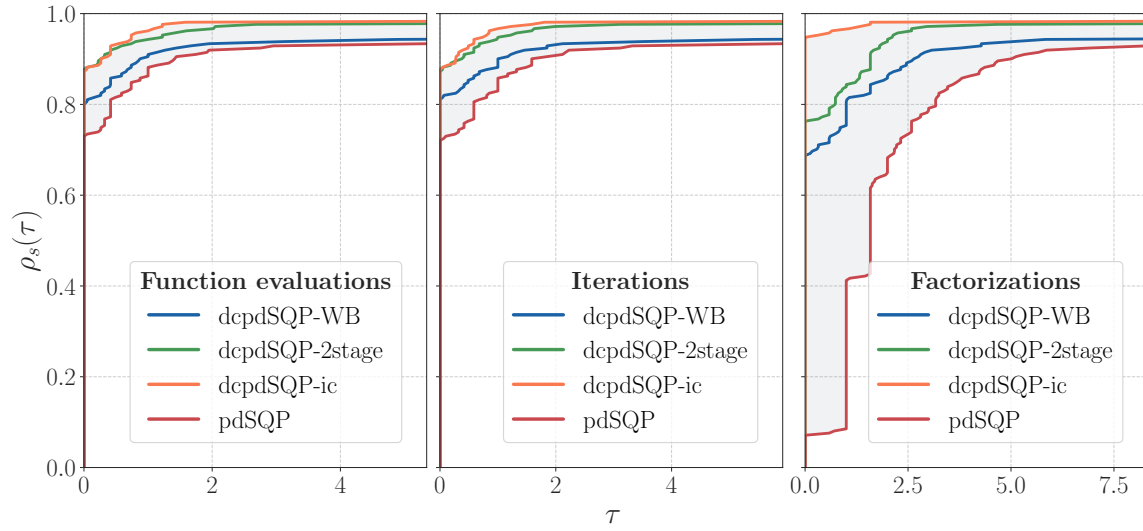 ρ_s(τ)
1.0
0.8
0.6
0.4
0.2
0.0
Function evaluations
dcpdSQP-WB
dcpdSQP-2stage
dcpdSQP-ic
pdSQP
0 2 4
Iterations
dcpdSQP-WB
dcpdSQP-2stage
dcpdSQP-ic
pdSQP
0 2 4
Factorizations
dcpdSQP-WB
dcpdSQP-2stage
dcpdSQP-ic
pdSQP
0.0 2.5 5.0 7.5
τ